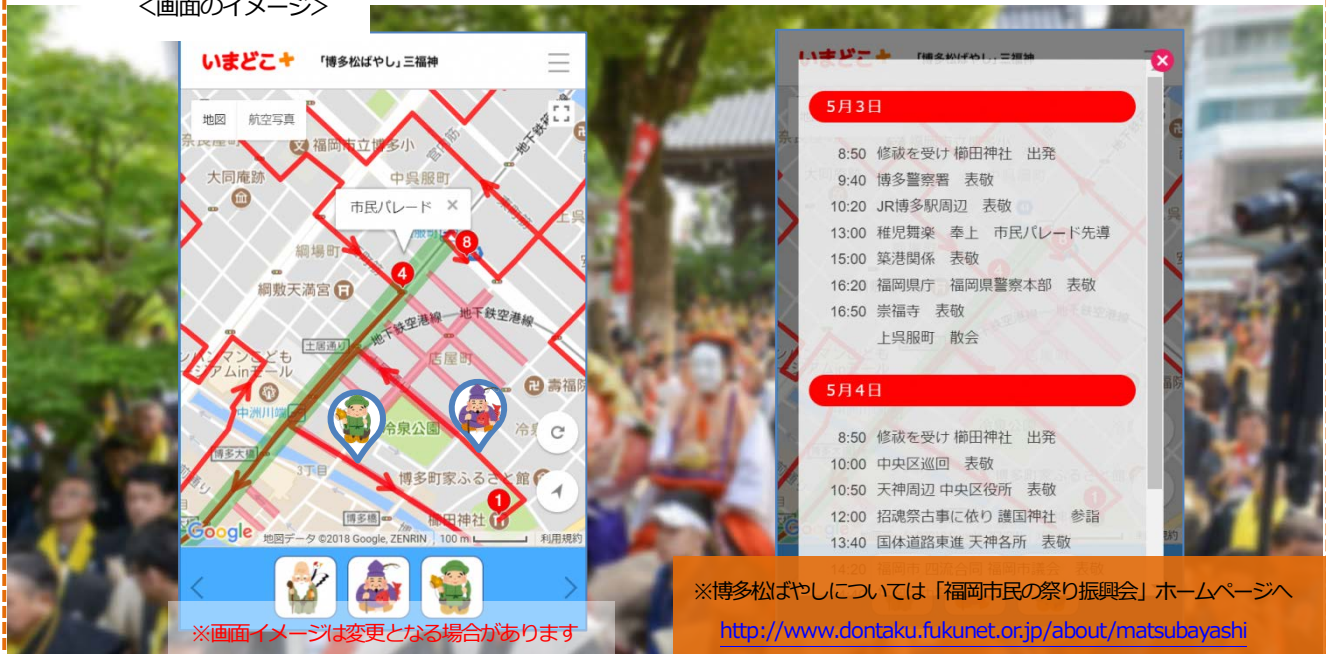 <画面のイメージ>
いまどこ+ 「博多松ばやし」三福神
地図 航空写真
福岡市立博多小
大同庵跡
中呉服町
市民パレード ×
8
4
綱場町
綱敷天満宮
地下鉄空港線
地下鉄空港線
土居通り
店屋町
中洲川端
冷泉公園
博多大橋
3丁目
博多町家ふるさと館
1
博多橋
櫛田神社
Google 地図データ ©2018 Google, ZENRIN 100 m 利用規約
※画面イメージは変更となる場合があります
いまどこ+ 「博多松ばやし」三福神
5月3日
8:50 修祓を受け 櫛田神社 出発
9:40 博多警察署 表敬
10:20 JR博多駅周辺 表敬
13:00 稚児舞楽 奉上 市民パレード先導
15:00 築港関係 表敬
16:20 福岡県庁 福岡県警察本部 表敬
16:50 崇福寺 表敬
上呉服町 散会
5月4日
8:50 修祓を受け 櫛田神社 出発
10:00 中央区巡回 表敬
10:50 天神周辺 中央区役所 表敬
12:00 招魂祭古事に依り 護国神社 参詣
13:40 国体道路東進 天神各所 表敬
※博多松ばやしについては「福岡市民の祭り振興会」ホームページへ
http://www.dontaku.fukunet.or.jp/about/matsubayashi